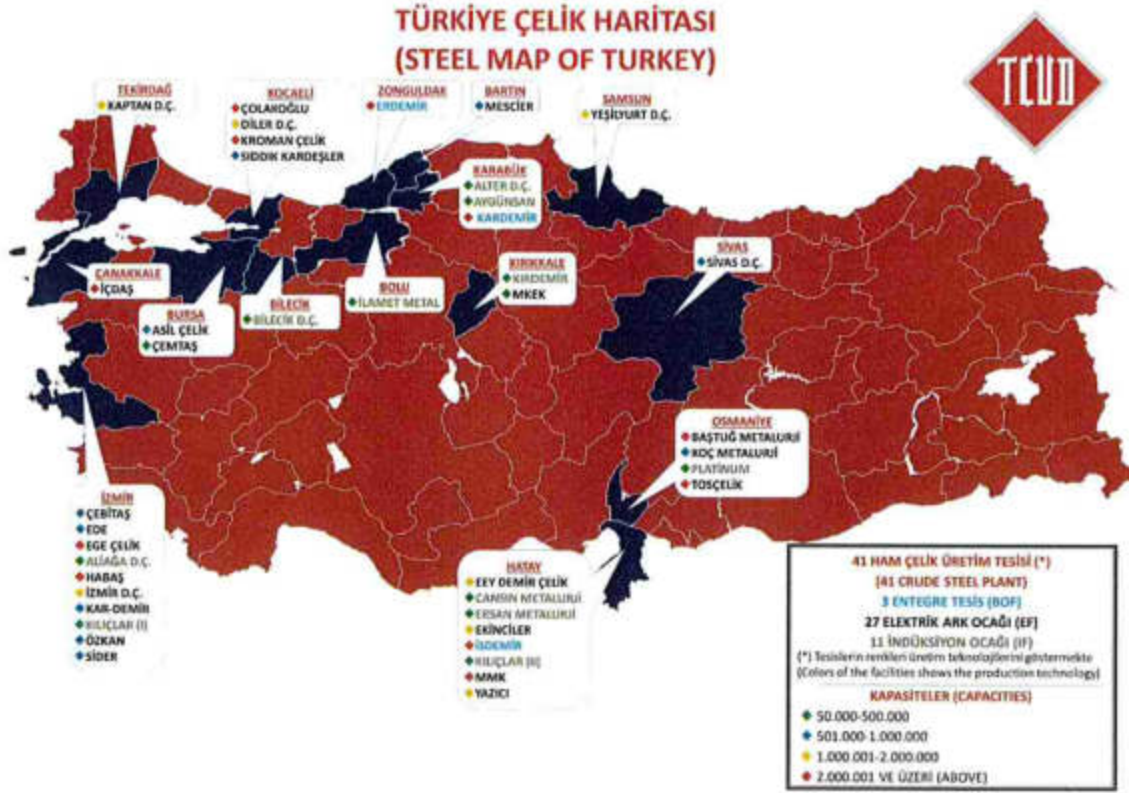 TÜRKİYE ÇELİK HARİTASI
(STEEL MAP OF TURKEY)
TCUD
TEKİRDAĞ
KAPTAN D.Ç.
KOCAELİ
ÇOLAKOĞLU
DİLER D.Ç.
KROMAN ÇELİK
SIDDIK KARDEŞLER
ZONGULDAK
ERDEMİR
BARTIN
MESCİER
SAMSUN
YEŞİLYURT D.Ç.
KARABÜK
ALTER D.Ç.
AYGÜNSAN
KARDEMİR
ÇANAKKALE
İÇDAŞ
BURSA
ASİL ÇELİK
ÇEMTAŞ
BİLECİK
BİLECİK D.Ç.
BOLU
İLAMET METAL
KIRIKKALE
KIRDEMİR
MKEK
SİVAS
SİVAS D.Ç.
OSMANİYE
BAŞTUĞ METALURJİ
KOÇ METALURJİ
PLATINUM
TOSÇELİK
İZMİR
ÇEBİTAŞ
EDE
EGE ÇELİK
ALİAĞA D.Ç.
HABAŞ
İZMİR D.Ç.
KAR-DEMİR
KILIÇLAR (I)
ÖZKAN
SİDER
HATAY
EEY DEMİR ÇELİK
CANSIN METALURJİ
ERSAN METALURJİ
EKİNCİLER
İSDEMİR
KILIÇLAR (II)
MMK
YAZICI
41 HAM ÇELİK ÜRETİM TESİSİ (*)
(41 CRUDE STEEL PLANT)
3 ENTEGRE TESİS (BOF)
27 ELEKTRİK ARK OCAĞI (EF)
11 İNDÜKSİYON OCAĞI (IF)
(*) Tesislerin renkleri üretim teknolojilerini göstermekte
(Colors of the facilities shows the production technology)
KAPASİTELER (CAPACITIES)
50.000-500.000
501.000-1.000.000
1.000.001-2.000.000
2.000.001 VE ÜZERİ (ABOVE)